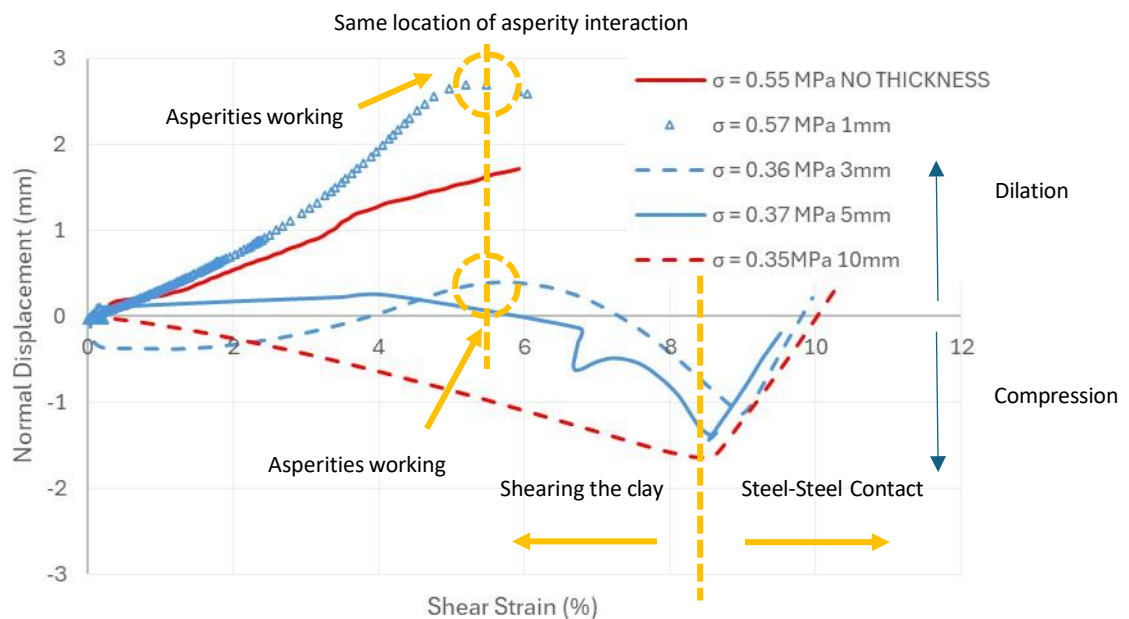 Same location of asperity interaction
3
σ = 0.55 MPa NO THICKNESS
Asperities working
σ = 0.57 MPa 1mm
2
σ = 0.36 MPa 3mm
Dilation
σ = 0.37 MPa 5mm
1
σ = 0.35MPa 10mm
0
0 2 4 6 8 10 12
Normal Displacement (mm)
-1
Compression
Asperities working
-2
Shearing the clay
Steel-Steel Contact
-3
Shear Strain (%)